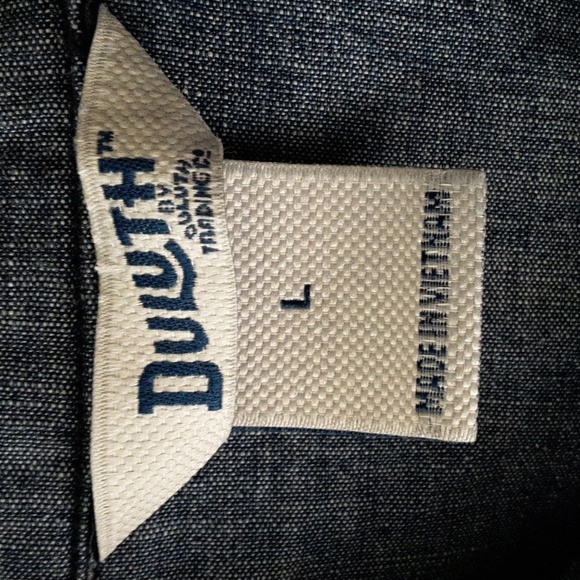 DULUTH™
BY
DULUTH
TRADING Co
L
MADE IN VIETNAM